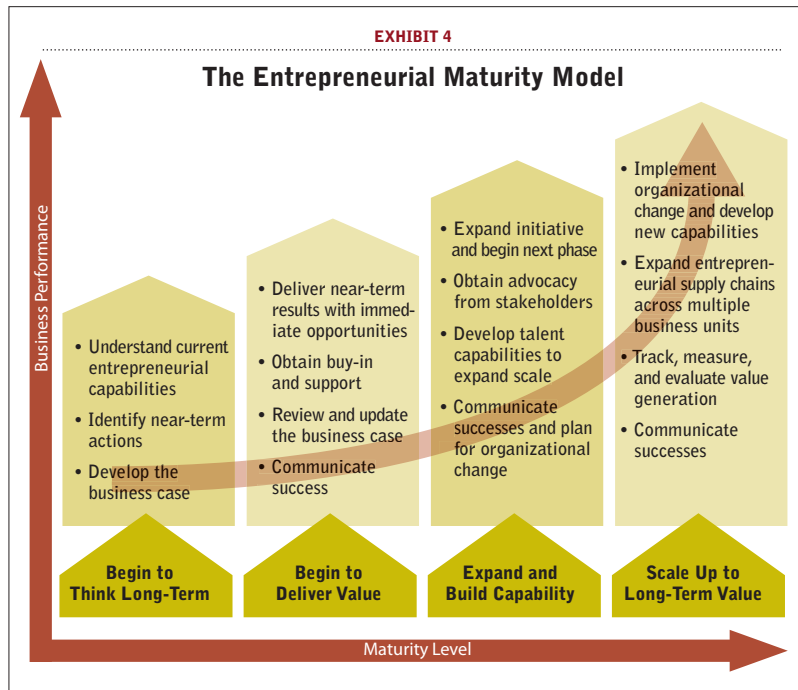 EXHIBIT 4
The Entrepreneurial Maturity Model
Business Performance
• Understand current
entrepreneurial
capabilities
• Identify near-term
actions
• Develop the
business case
• Deliver near-term
results with immed-
iate opportunities
• Obtain buy-in
and support
• Review and update
the business case
• Communicate
success
• Expand initiative
and begin next phase
• Obtain advocacy
from stakeholders
• Develop talent
capabilities to
expand scale
• Communicate
successes and plan
for organizational
change
• Implement
organizational
change and develop
new capabilities
• Expand entrepren-
eurial supply chains
across multiple
business units
• Track, measure,
and evaluate value
generation
• Communicate
successes
Begin to
Think Long-Term
Begin to
Deliver Value
Expand and
Build Capability
Scale Up to
Long-Term Value
Maturity Level